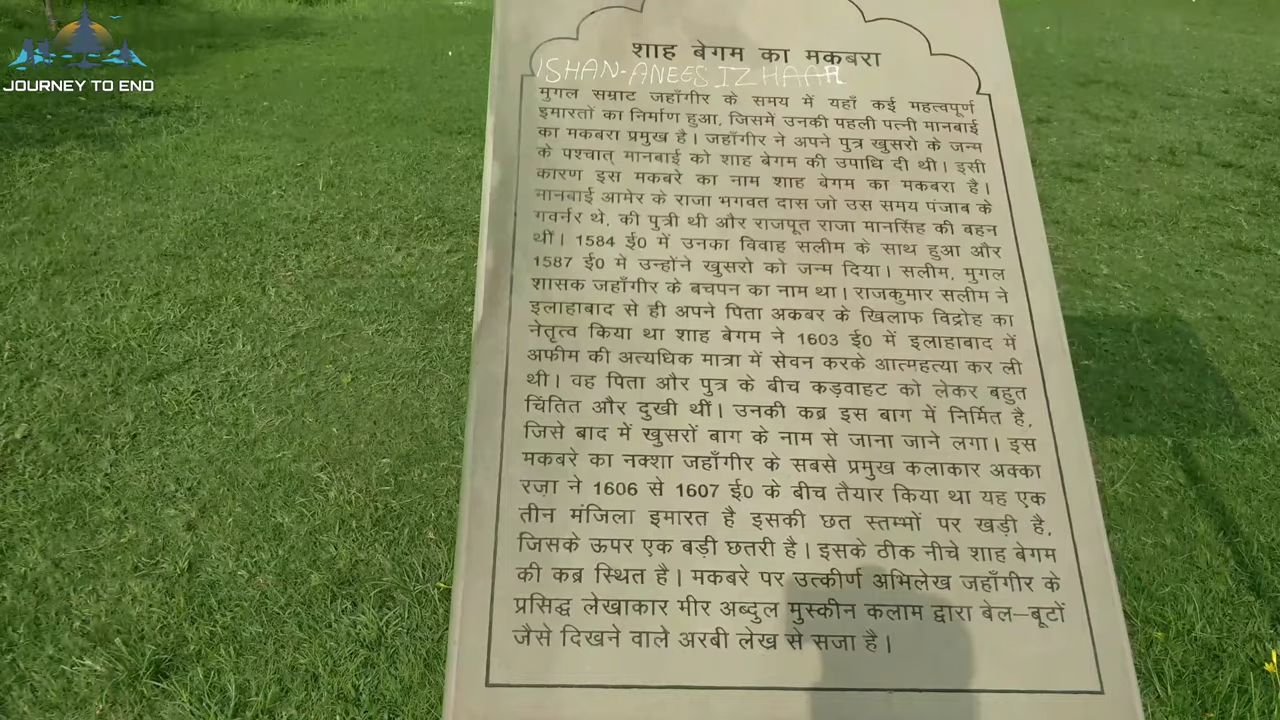 JOURNEY TO END
शाह बेगम का मकबरा
ISHAN-ANEES IZHAAR
मुगल सम्राट जहाँगीर के समय में यहाँ कई महत्वपूर्ण
इमारतों का निर्माण हुआ, जिसमें उनकी पहली पत्नी मानबाई
का मकबरा प्रमुख है। जहाँगीर ने अपने पुत्र खुसरो के जन्म
के पश्चात् मानबाई को शाह बेगम की उपाधि दी थी। इसी
कारण इस मकबरे का नाम शाह बेगम का मकबरा है।
मानबाई आमेर के राजा भगवत दास जो उस समय पंजाब के
गवर्नर थे, की पुत्री थी और राजपूत राजा मानसिंह की बहन
थीं। 1584 ई0 में उनका विवाह सलीम के साथ हुआ और
1587 ई0 मे उन्होंने खुसरो को जन्म दिया। सलीम, मुगल
शासक जहाँगीर के बचपन का नाम था। राजकुमार सलीम ने
इलाहाबाद से ही अपने पिता अकबर के खिलाफ विद्रोह का
नेतृत्व किया था शाह बेगम ने 1603 ई0 में इलाहाबाद में
अफीम की अत्यधिक मात्रा में सेवन करके आत्महत्या कर ली
थी। वह पिता और पुत्र के बीच कड़वाहट को लेकर बहुत
चिंतित और दुखी थीं। उनकी कब्र इस बाग में निर्मित है,
जिसे बाद में खुसरों बाग के नाम से जाना जाने लगा। इस
मकबरे का नक्शा जहाँगीर के सबसे प्रमुख कलाकार अक्का
रज़ा ने 1606 से 1607 ई0 के बीच तैयार किया था यह एक
तीन मंजिला इमारत है इसकी छत स्तम्भों पर खड़ी है,
जिसके ऊपर एक बड़ी छतरी है। इसके ठीक नीचे शाह बेगम
की कब्र स्थित है। मकबरे पर उत्कीर्ण अभिलेख जहाँगीर के
प्रसिद्ध लेखाकार मीर अब्दुल मुस्कीन कलाम द्वारा बेल–बूटों
जैसे दिखने वाले अरबी लेख से सजा है।